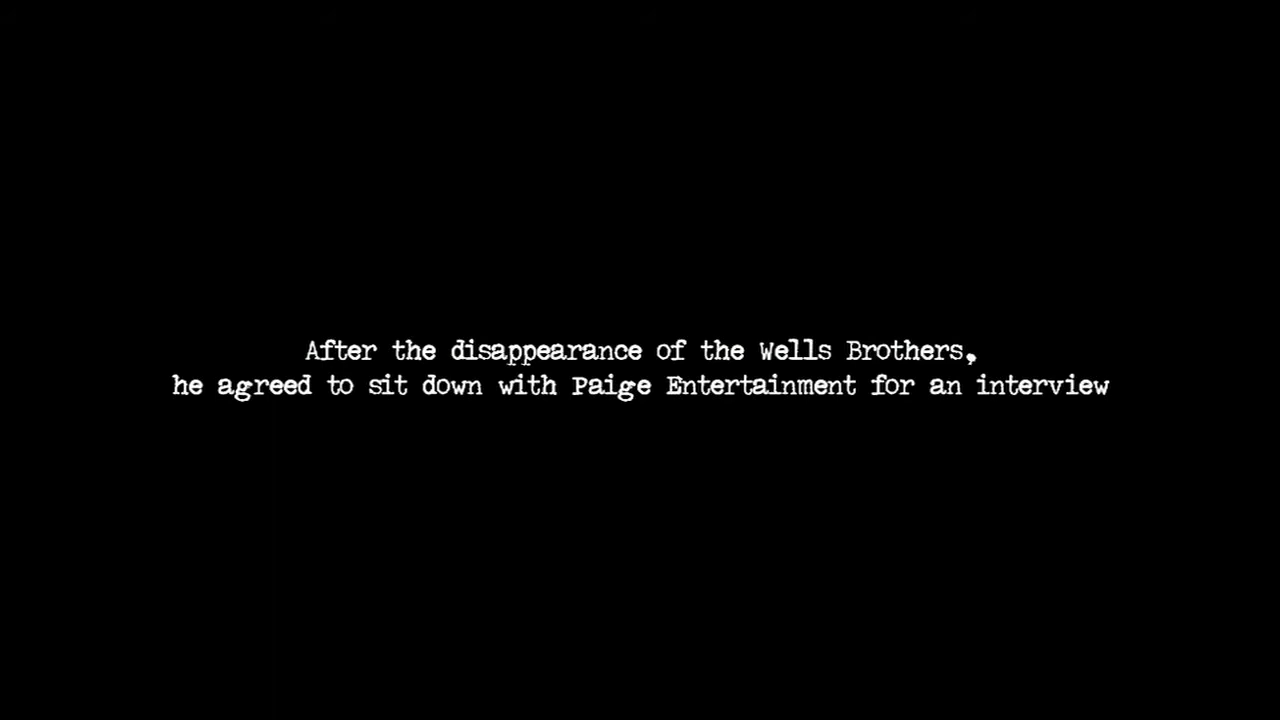 After the disappearance of the Wells Brothers,
he agreed to sit down with Paige Entertainment for an interview